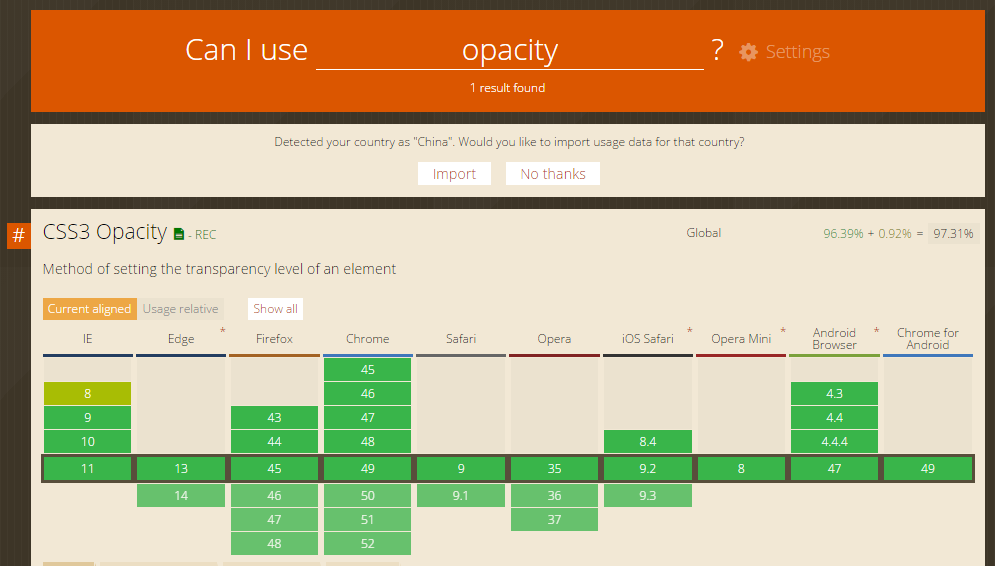 Can I use opacity ? Settings
1 result found
Detected your country as "China". Would you like to import usage data for that country?
Import No thanks
# CSS3 Opacity - REC Global 96.39% + 0.92% = 97.31%
Method of setting the transparency level of an element
Current aligned Usage relative Show all
IE Edge * Firefox Chrome Safari Opera iOS Safari * Opera Mini * Android Browser * Chrome for Android
45
8 46 4.3
9 43 47 4.4
10 44 48 8.4 4.4.4
11 13 45 49 9 35 9.2 8 47 49
14 46 50 9.1 36 9.3
47 51 37
48 52